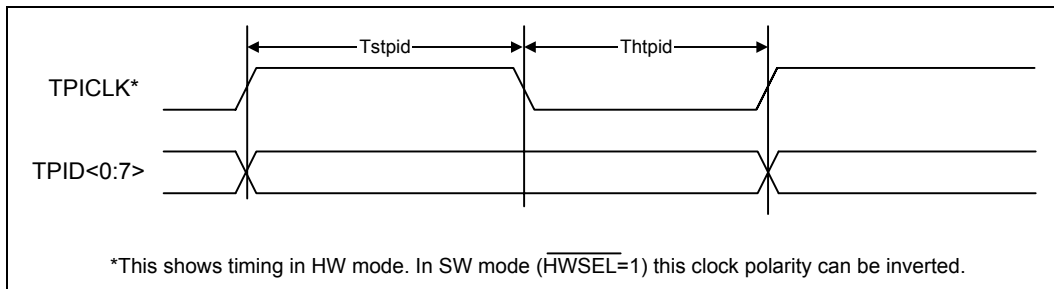 Tstpid Thtpid
TPICLK*
TPID<0:7>
*This shows timing in HW mode. In SW mode (H̅W̅S̅E̅L̅=1) this clock polarity can be inverted.